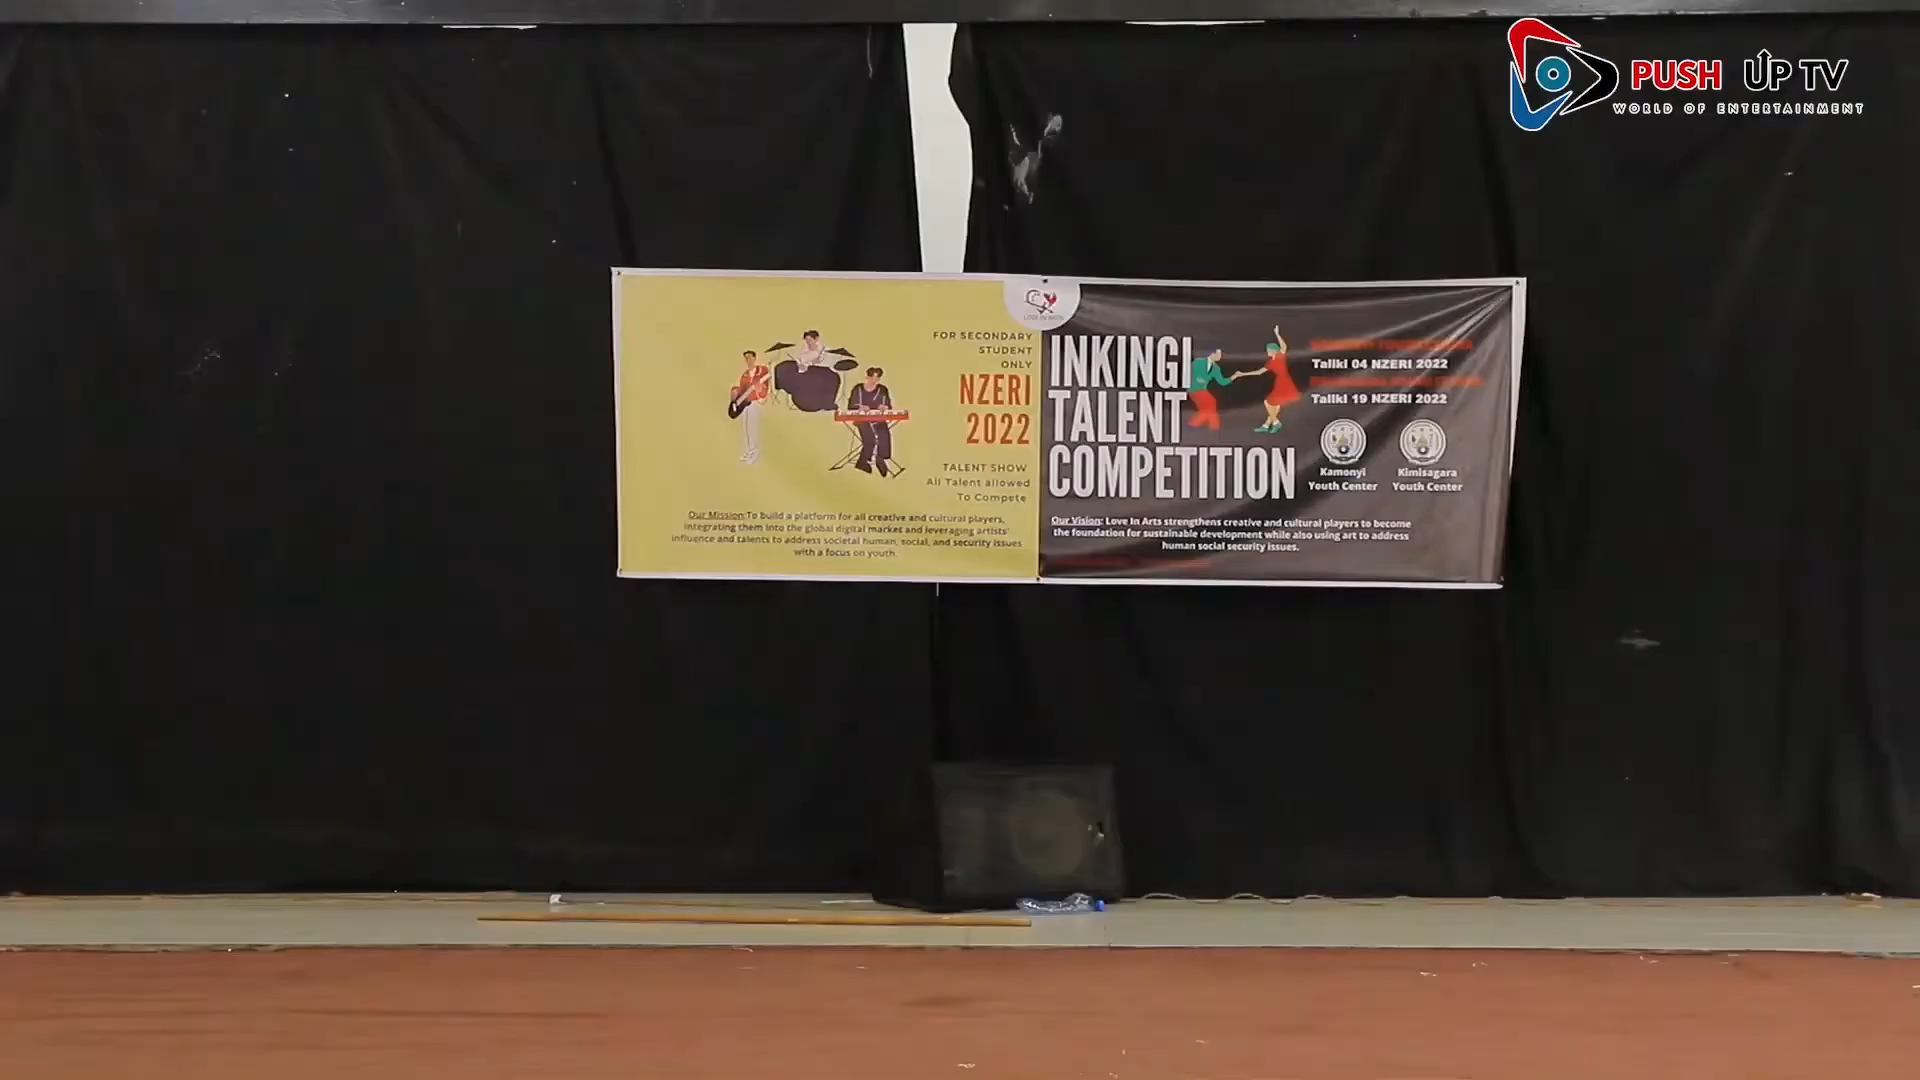 PUSH UP TV
WORLD OF ENTERTAINMENT
LOVE IN ARTS
FOR SECONDARY
STUDENT
ONLY
NZERI
2022
TALENT SHOW
All Talent allowed
To Compete
Our Mission:To build a platform for all creative and cultural players,
integrating them into the global digital market and leveraging artists'
influence and talents to address societal human, social, and security issues
with a focus on youth.
INKINGI
TALENT
COMPETITION
Taliki 04 NZERI 2022
Taliki 19 NZERI 2022
Kamonyi
Youth Center
Kimisagara
Youth Center
Our Vision: Love In Arts strengthens creative and cultural players to become
the foundation for sustainable development while also using art to address
human social security issues.